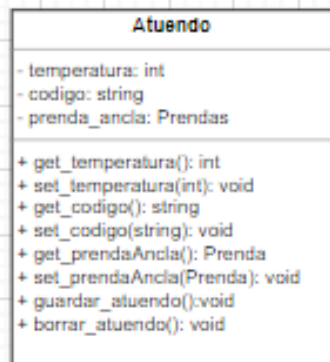 Atuendo
- temperatura: int
- codigo: string
- prenda_ancla: Prendas
+ get_temperatura(): int
+ set_temperatura(int): void
+ get_codigo(): string
+ set_codigo(string): void
+ get_prendaAncla(): Prenda
+ set_prendaAncla(Prenda): void
+ guardar_atuendo():void
+ borrar_atuendo(): void